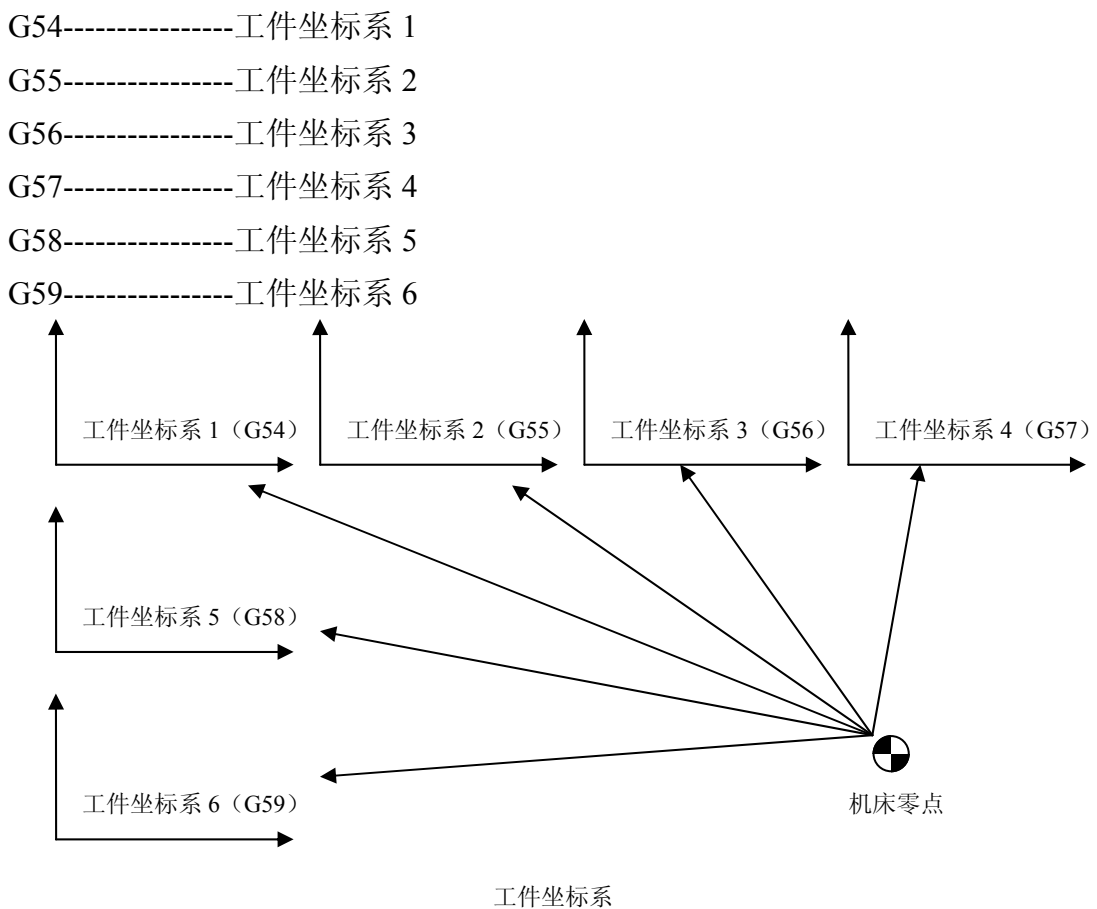 G54----------------工件坐标系 1
G55----------------工件坐标系 2
G56----------------工件坐标系 3
G57----------------工件坐标系 4
G58----------------工件坐标系 5
G59----------------工件坐标系 6
工件坐标系 1（G54） 工件坐标系 2（G55） 工件坐标系 3（G56） 工件坐标系 4（G57）
工件坐标系 5（G58）
工件坐标系 6（G59） 机床零点
工件坐标系